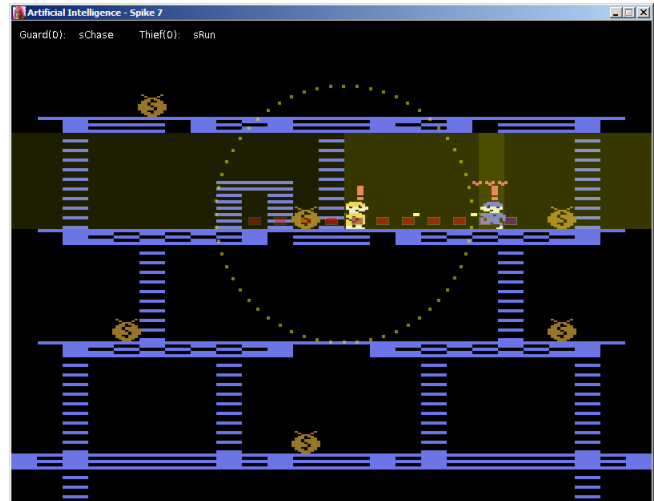 Artificial Intelligence - Spike 7
Guard(0): sChase Thief(0): sRun